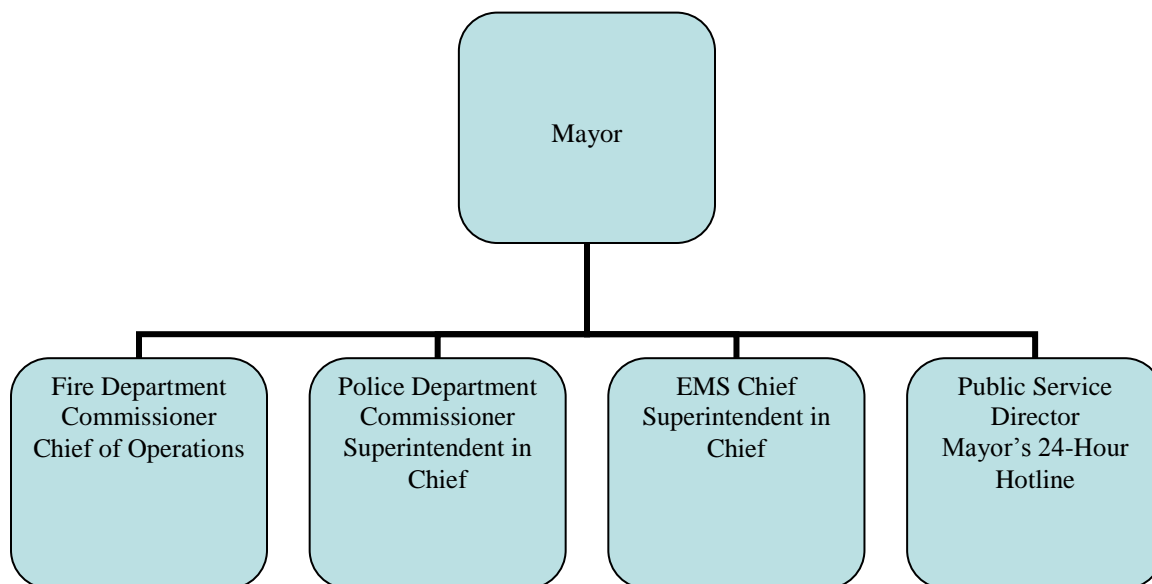 Mayor
Fire Department
Commissioner
Chief of Operations
Police Department
Commissioner
Superintendent in
Chief
EMS Chief
Superintendent in
Chief
Public Service
Director
Mayor’s 24-Hour
Hotline